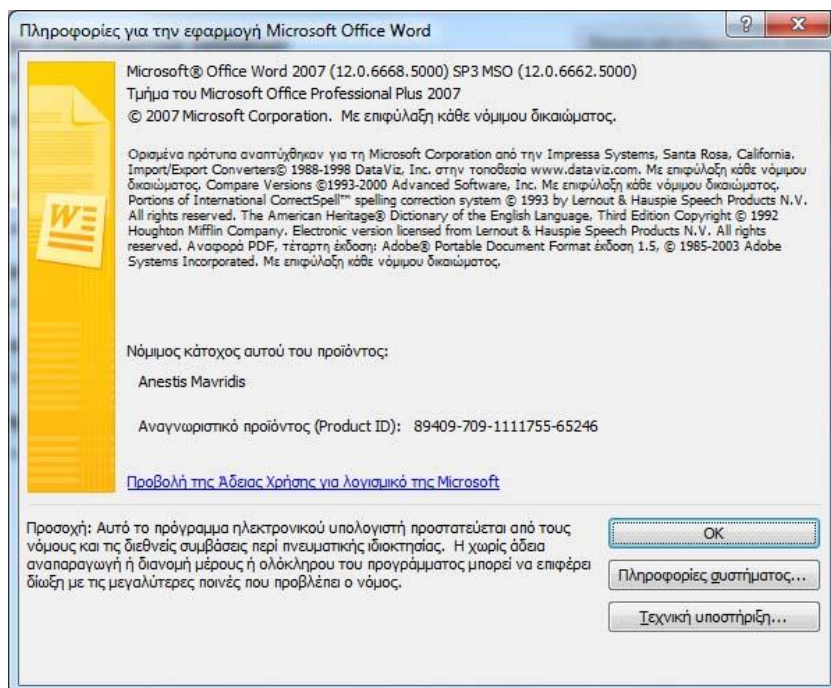 Πληροφορίες για την εφαρμογή Microsoft Office Word
Microsoft® Office Word 2007 (12.0.6668.5000) SP3 MSO (12.0.6662.5000)
Τμήμα του Microsoft Office Professional Plus 2007
© 2007 Microsoft Corporation. Με επιφύλαξη κάθε νόμιμου δικαιώματος.
Ορισμένα πρότυπα αναπτύχθηκαν για τη Microsoft Corporation από την Impressa Systems, Santa Rosa, California.
Import/Export Converters© 1988-1998 DataViz, Inc. στην τοποθεσία www.dataviz.com. Με επιφύλαξη κάθε νόμιμου
δικαιώματος. Compare Versions ©1993-2000 Advanced Software, Inc. Με επιφύλαξη κάθε νόμιμου δικαιώματος.
Portions of International CorrectSpell™ spelling correction system © 1993 by Lernout & Hauspie Speech Products N.V.
All rights reserved. The American Heritage® Dictionary of the English Language, Third Edition Copyright © 1992
Houghton Mifflin Company. Electronic version licensed from Lernout & Hauspie Speech Products N.V. All rights
reserved. Αναφορά PDF, τέταρτη έκδοση: Adobe® Portable Document Format έκδοση 1.5, © 1985-2003 Adobe
Systems Incorporated. Με επιφύλαξη κάθε νόμιμου δικαιώματος.
W
Νόμιμος κάτοχος αυτού του προϊόντος:
Anestis Mavridis
Αναγνωριστικό προϊόντος (Product ID): 89409-709-1111755-65246
Προβολή της Άδειας Χρήσης για λογισμικό της Microsoft
Προσοχή: Αυτό το πρόγραμμα ηλεκτρονικού υπολογιστή προστατεύεται από τους
νόμους και τις διεθνείς συμβάσεις περί πνευματικής ιδιοκτησίας. Η χωρίς άδεια
αναπαραγωγή ή διανομή μέρους ή ολόκληρου του προγράμματος μπορεί να επιφέρει
δίωξη με τις μεγαλύτερες ποινές που προβλέπει ο νόμος.
OK
Πληροφορίες συστήματος...
Τεχνική υποστήριξη...